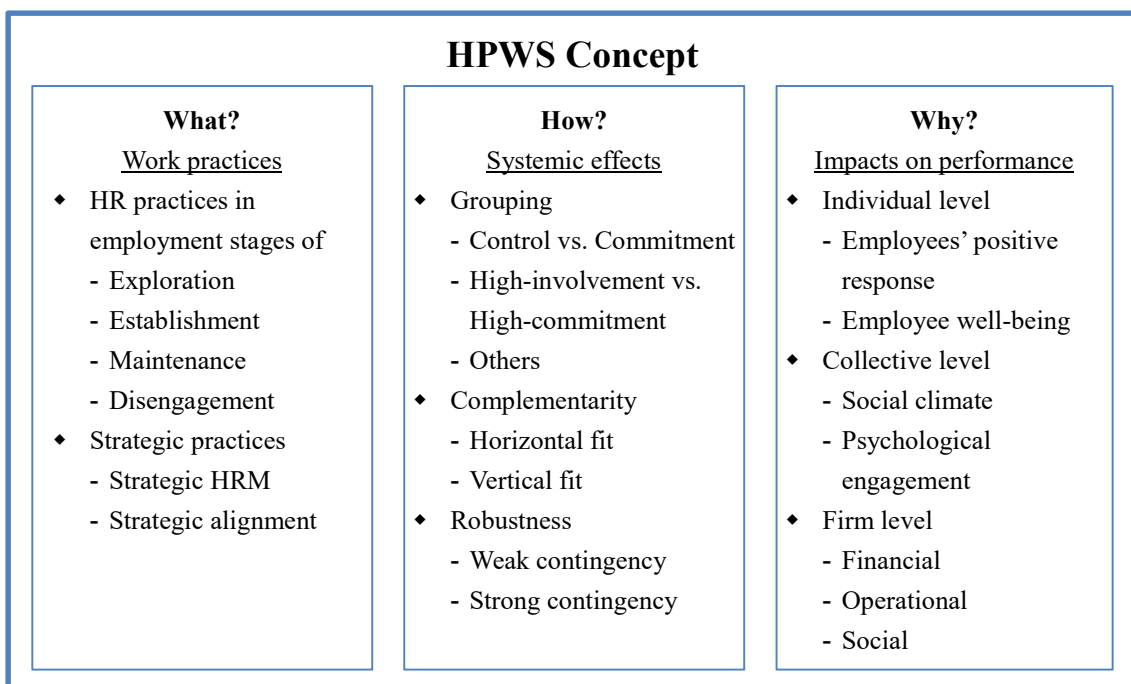 HPWS Concept
What?
Work practices
◆ HR practices in
employment stages of
- Exploration
- Establishment
- Maintenance
- Disengagement
◆ Strategic practices
- Strategic HRM
- Strategic alignment
How?
Systemic effects
◆ Grouping
- Control vs. Commitment
- High-involvement vs.
High-commitment
- Others
◆ Complementarity
- Horizontal fit
- Vertical fit
◆ Robustness
- Weak contingency
- Strong contingency
Why?
Impacts on performance
◆ Individual level
- Employees’ positive
response
- Employee well-being
◆ Collective level
- Social climate
- Psychological
engagement
◆ Firm level
- Financial
- Operational
- Social